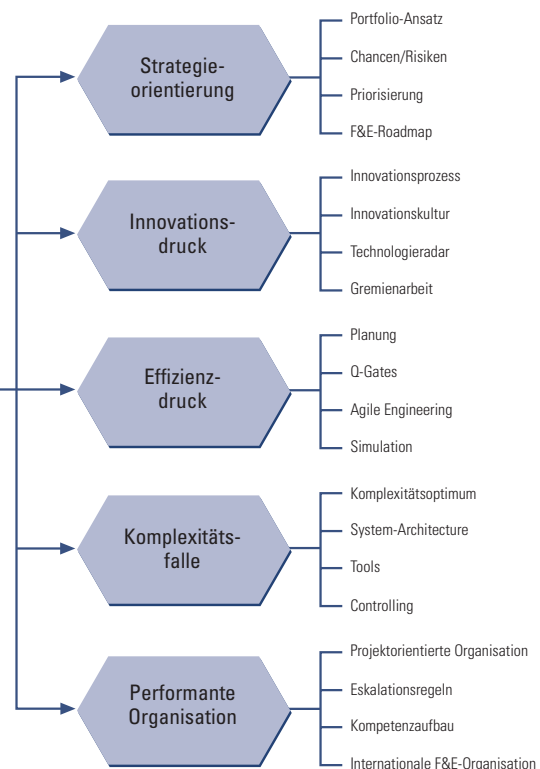 Strategie-
orientierung
Portfolio-Ansatz
Chancen/Risiken
Priorisierung
F&E-Roadmap
Innovations-
druck
Innovationsprozess
Innovationskultur
Technologieradar
Gremienarbeit
Effizienz-
druck
Planung
Q-Gates
Agile Engineering
Simulation
Komplexitäts-
falle
Komplexitätsoptimum
System-Architecture
Tools
Controlling
Performante
Organisation
Projektorientierte Organisation
Eskalationsregeln
Kompetenzaufbau
Internationale F&E-Organisation